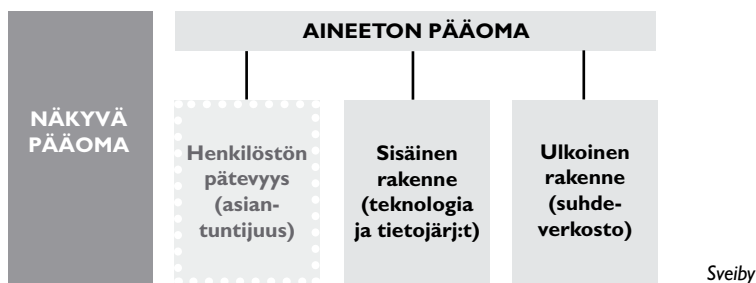 AINEETON PÄÄOMA
NÄKYVÄ
PÄÄOMA
Henkilöstön
pätevyys
(asian-
tuntijuus)
Sisäinen
rakenne
(teknologia
ja tietojärj:t)
Ulkoinen
rakenne
(suhde-
verkosto)
Sveiby